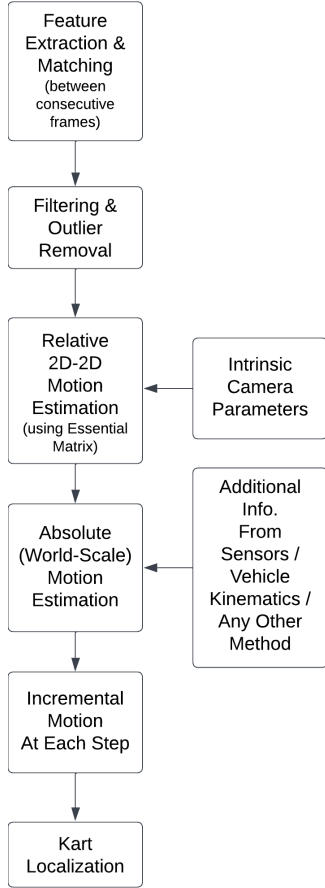 Feature
Extraction &
Matching
(between
consecutive
frames)
Filtering &
Outlier
Removal
Relative
2D-2D
Motion
Estimation
(using Essential
Matrix)
Intrinsic
Camera
Parameters
Additional
Info.
From
Sensors /
Vehicle
Kinematics /
Any Other
Method
Absolute
(World-Scale)
Motion
Estimation
Incremental
Motion
At Each Step
Kart
Localization